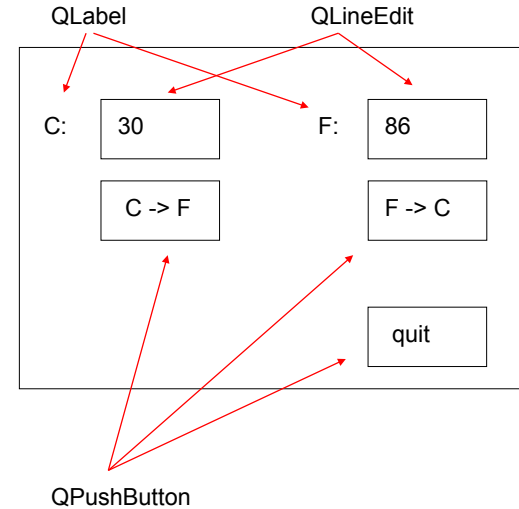 QLabel QLineEdit
C: 30 F: 86
C -> F F -> C
quit
QPushButton